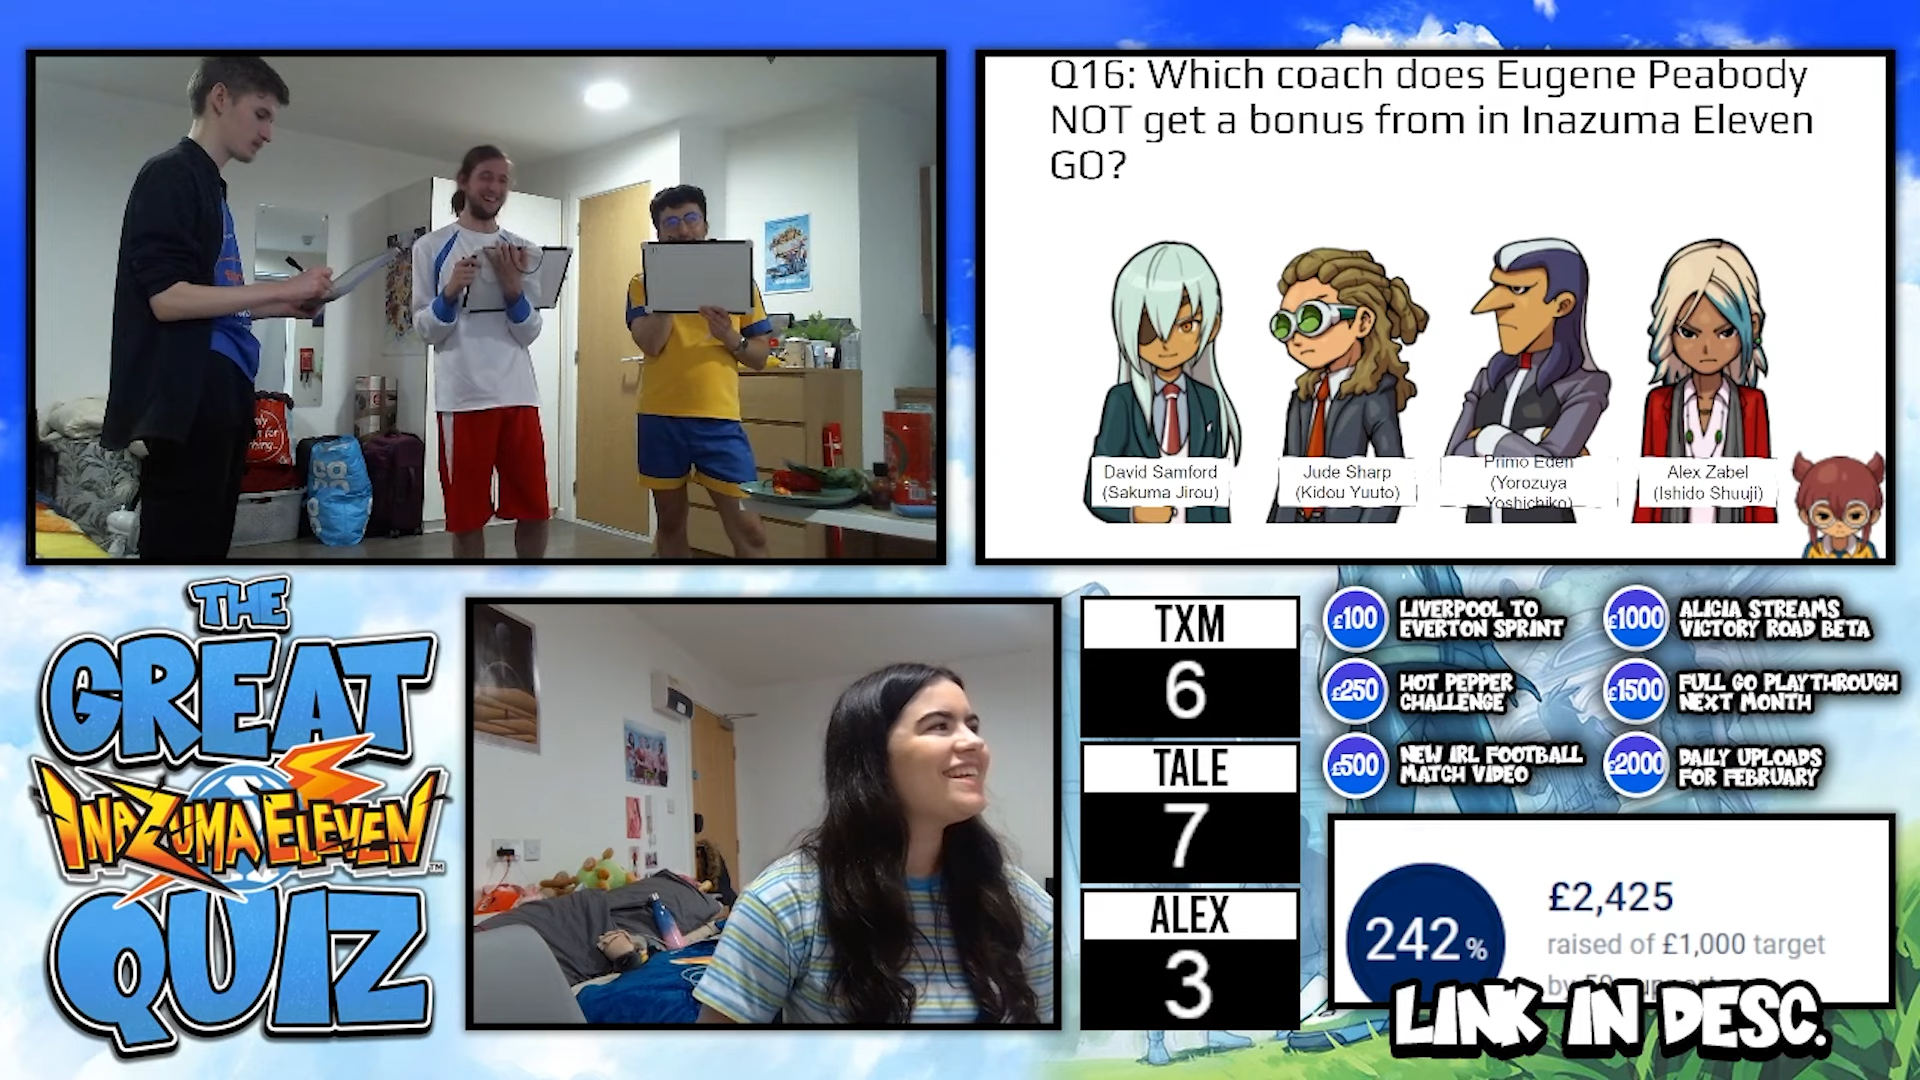 Q16: Which coach does Eugene Peabody
NOT get a bonus from in Inazuma Eleven
GO?
David Samford
(Sakuma Jirou)
Jude Sharp
(Kidou Yuuto)
Primo Eden
(Yorozuya
Yoshichiko)
Alex Zabel
(Ishido Shuuji)
THE
GREAT
INAZUMA ELEVEN
TM
QUIZ
TXM
6
TALE
7
ALEX
3
£100
LIVERPOOL TO
EVERTON SPRINT
£250
HOT PEPPER
CHALLENGE
£500
NEW IRL FOOTBALL
MATCH VIDEO
£1000
ALICIA STREAMS
VICTORY ROAD BETA
£1500
FULL GO PLAYTHROUGH
NEXT MONTH
£2000
DAILY UPLOADS
FOR FEBRUARY
242%
£2,425
raised of £1,000 target
LINK IN DESC.